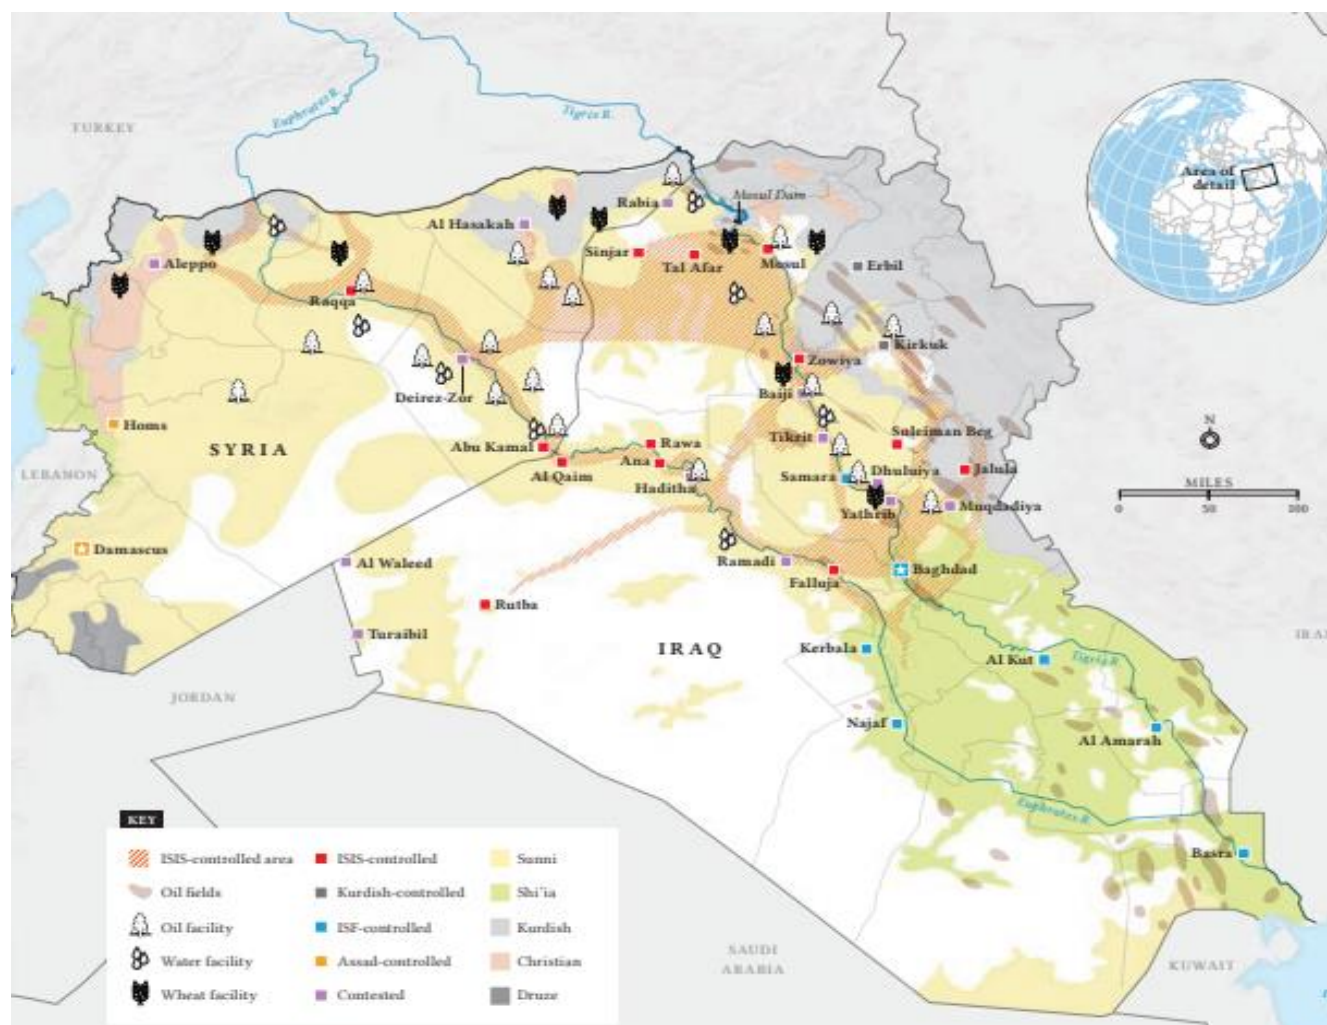 TURKEY
Euphrates R.
Tigris R.
Area of
detail
Mosul Dam
Rabia
Al Hasakah
Sinjar
Tal Afar
Mosul
Erbil
Aleppo
Raqqa
Kirkuk
Zowiya
Deirez-Zor
Baiji
Homs
SYRIA
Abu Kamal
Rawa
Tikrit
Suleiman Beg
LEBANON
Al Qaim
Ana
Haditha
Samara
Dhuluiya
Jalula
Yathrib
Muqdadiya
N
MILES
0 50 100
Damascus
Al Waleed
Ramadi
Falluja
Baghdad
Rutba
Turaibil
IRAQ
Kerbala
Al Kut
Tigris R.
IRAN
JORDAN
Najaf
Al Amarah
Euphrates R.
Basra
SAUDI
ARABIA
KUWAIT
KEY
ISIS-controlled area
ISIS-controlled
Sunni
Oil fields
Kurdish-controlled
Shi'ia
Oil facility
ISF-controlled
Kurdish
Water facility
Assad-controlled
Christian
Wheat facility
Contested
Druze